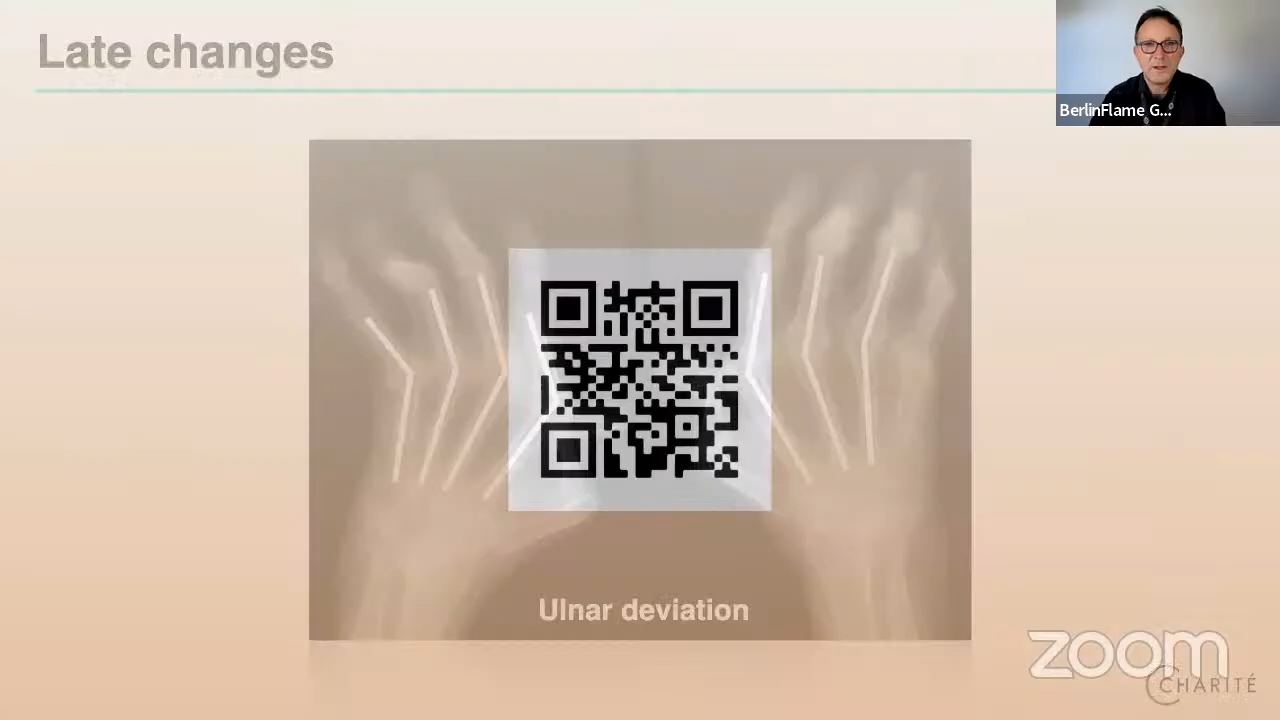 Late changes
BerlinFlame G...
Ulnar deviation
zoom
CHARITÉ